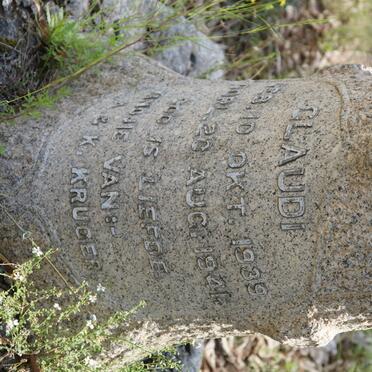 CLAUDI
10 OKT. 1939
20 AUG. 1941
IS LIEFDE
VAN:-
& K KRUGER